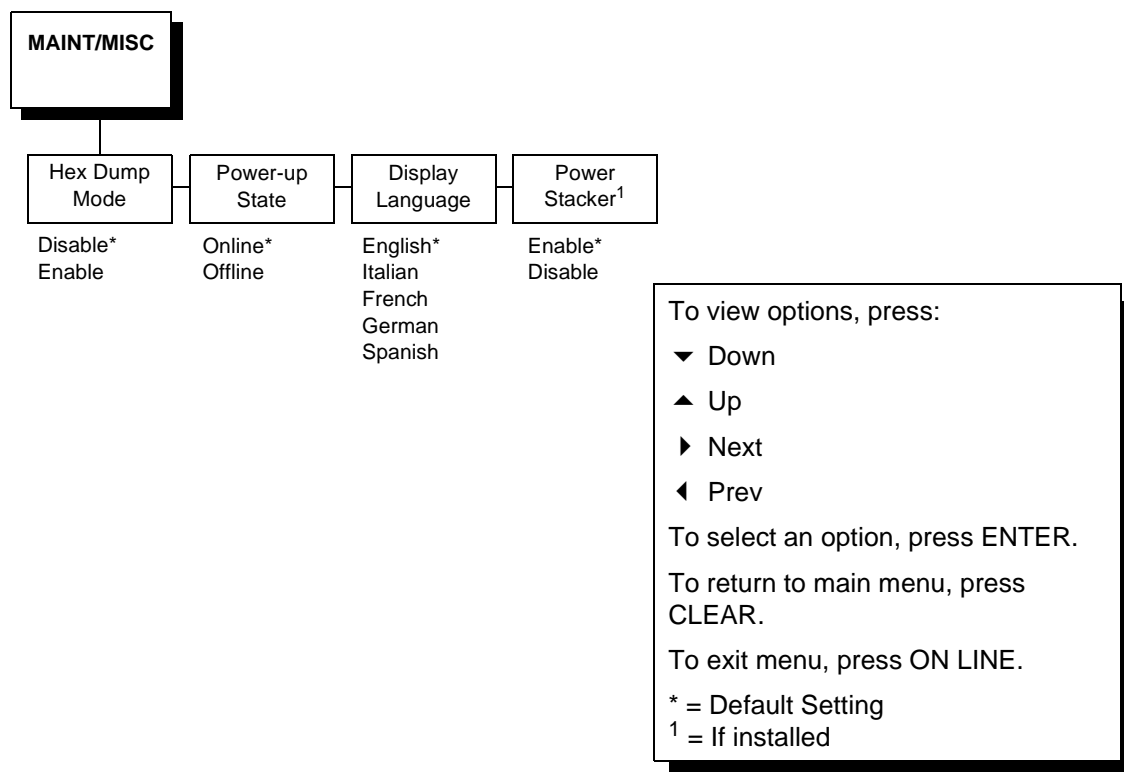 MAINT/MISC
Hex Dump
Mode
Disable*
Enable
Power-up
State
Online*
Offline
Display
Language
English*
Italian
French
German
Spanish
Power
Stacker1
Enable*
Disable
To view options, press:
Down
Up
Next
Prev
To select an option, press ENTER.
To return to main menu, press
CLEAR.
To exit menu, press ON LINE.
* = Default Setting
1 = If installed